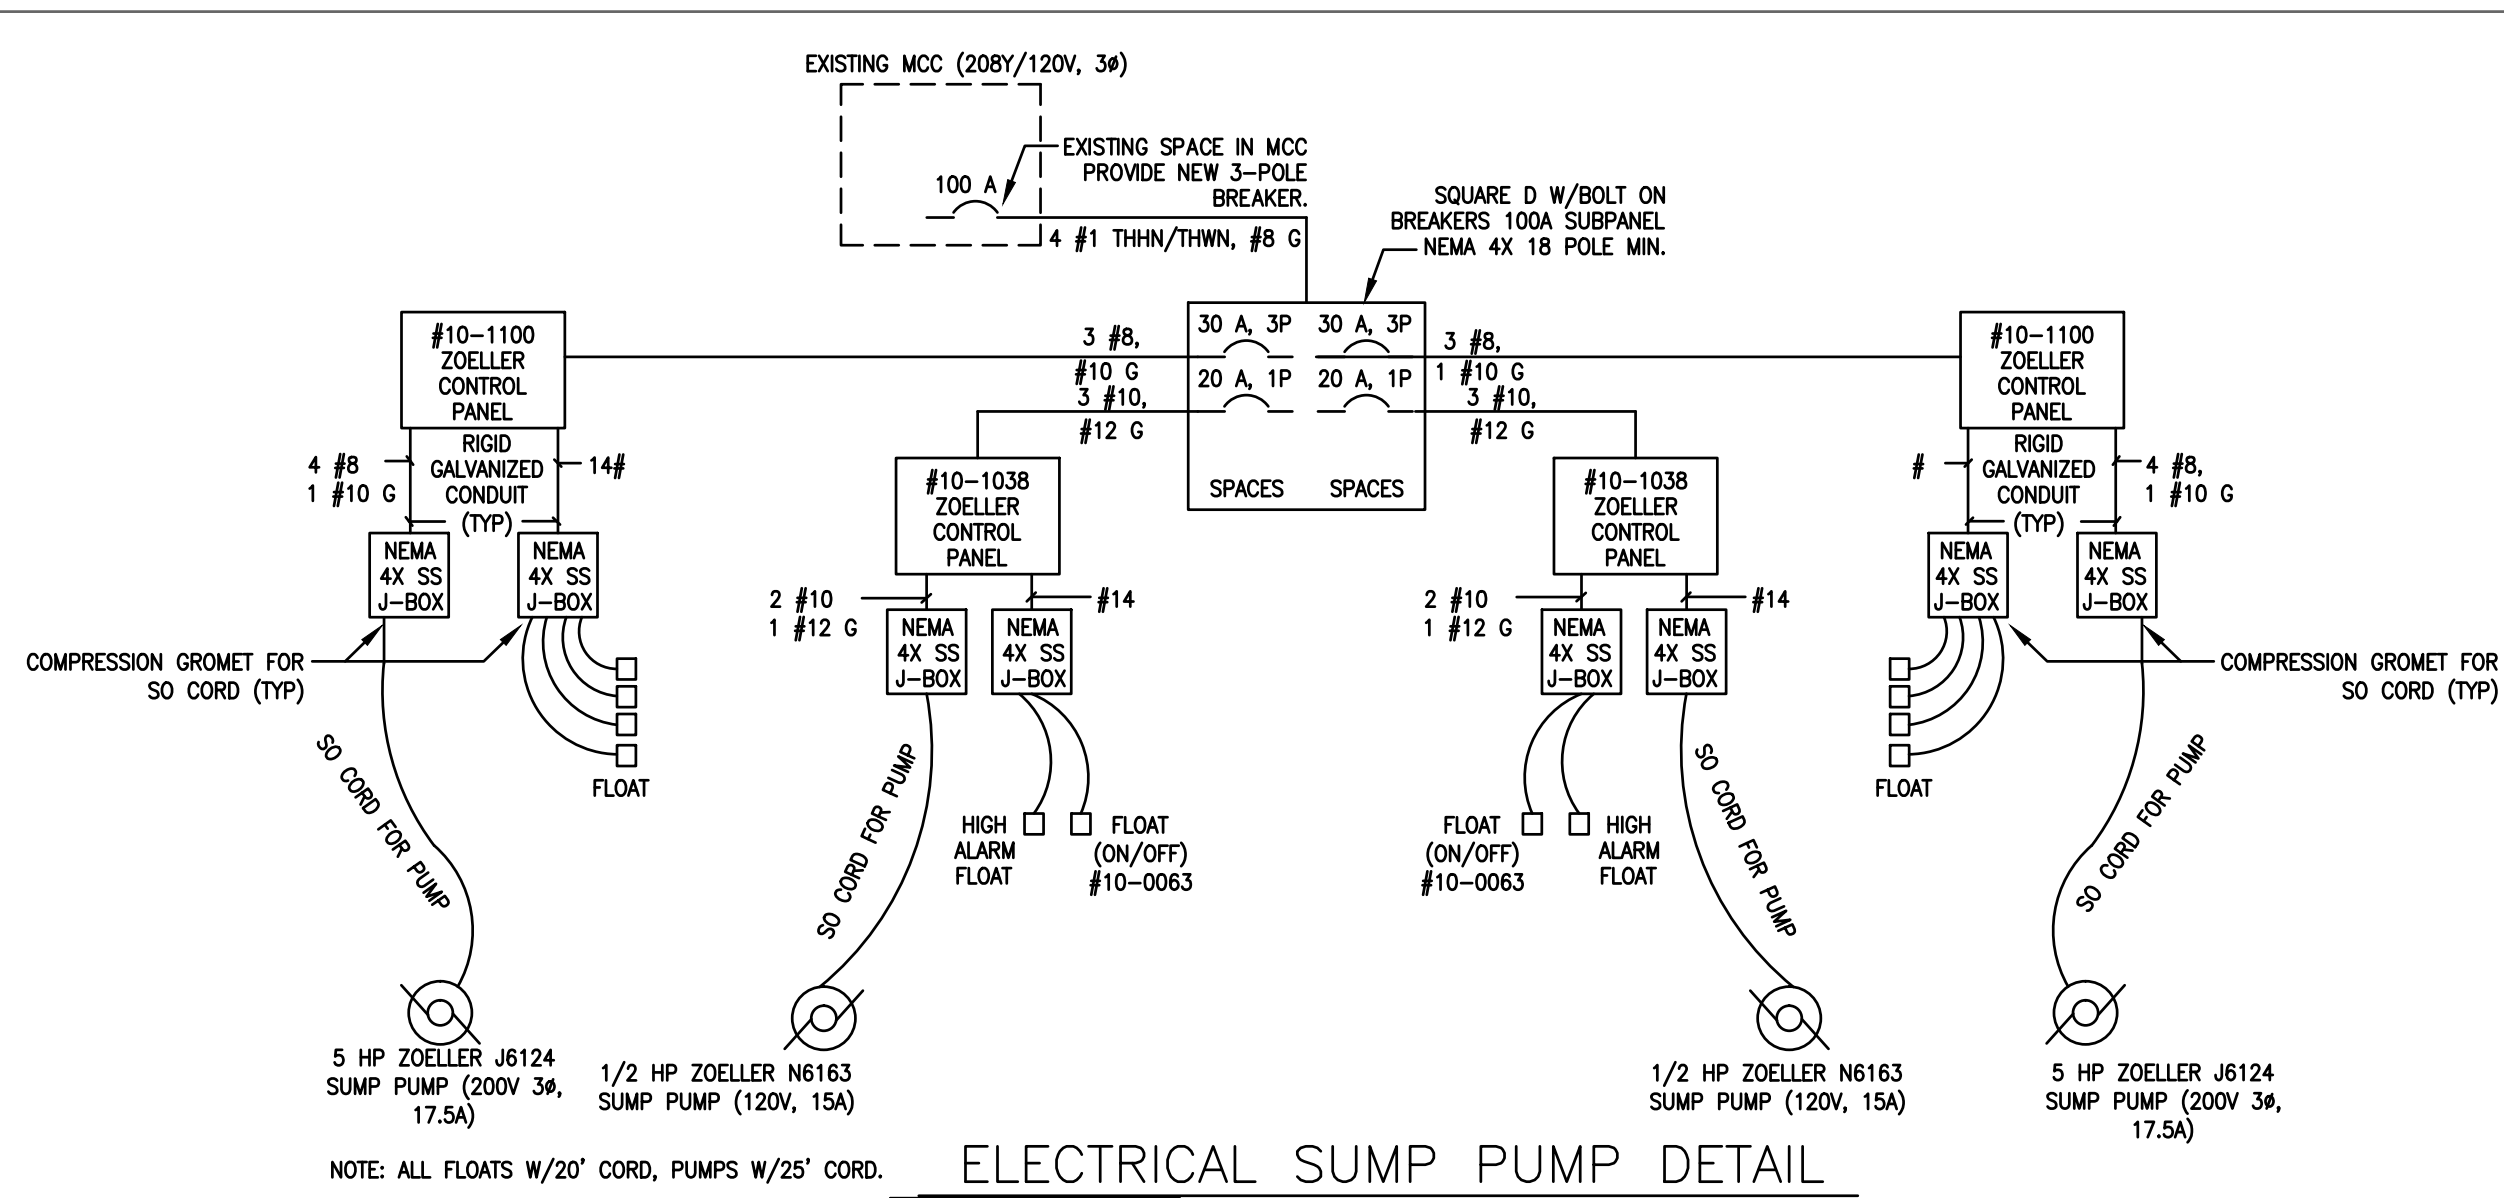 EXISTING MCC (208Y/120V, 3ø)
100 A
EXISTING SPACE IN MCC
PROVIDE NEW 3-POLE
BREAKER.
4 #1 THHN/THWN, #8 G
SQUARE D W/BOLT ON
BREAKERS 100A SUBPANEL
NEMA 4X 18 POLE MIN.
#10-1100
ZOELLER
CONTROL
PANEL
3 #8,
#10 G
3 #10,
#12 G
30 A, 3P
30 A, 3P
20 A, 1P
20 A, 1P
SPACES
SPACES
3 #8,
1 #10 G
3 #10,
#12 G
#10-1100
ZOELLER
CONTROL
PANEL
4 #8
1 #10 G
RIGID
GALVANIZED
CONDUIT
(TYP)
14#
#10-1038
ZOELLER
CONTROL
PANEL
#10-1038
ZOELLER
CONTROL
PANEL
#
RIGID
GALVANIZED
CONDUIT
(TYP)
4 #8,
1 #10 G
NEMA
4X SS
J-BOX
NEMA
4X SS
J-BOX
2 #10
1 #12 G
#14
NEMA
4X SS
J-BOX
NEMA
4X SS
J-BOX
2 #10
1 #12 G
#14
NEMA
4X SS
J-BOX
NEMA
4X SS
J-BOX
NEMA
4X SS
J-BOX
NEMA
4X SS
J-BOX
COMPRESSION GROMET FOR
SO CORD (TYP)
COMPRESSION GROMET FOR
SO CORD (TYP)
SO CORD FOR PUMP
FLOAT
SO CORD FOR PUMP
HIGH
ALARM
FLOAT
FLOAT
(ON/OFF)
#10-0063
FLOAT
(ON/OFF)
#10-0063
HIGH
ALARM
FLOAT
SO CORD FOR PUMP
FLOAT
SO CORD FOR PUMP
5 HP ZOELLER J6124
SUMP PUMP (200V 3ø,
17.5A)
1/2 HP ZOELLER N6163
SUMP PUMP (120V, 15A)
1/2 HP ZOELLER N6163
SUMP PUMP (120V, 15A)
5 HP ZOELLER J6124
SUMP PUMP (200V 3ø,
17.5A)
NOTE: ALL FLOATS W/20' CORD, PUMPS W/25' CORD.
ELECTRICAL SUMP PUMP DETAIL